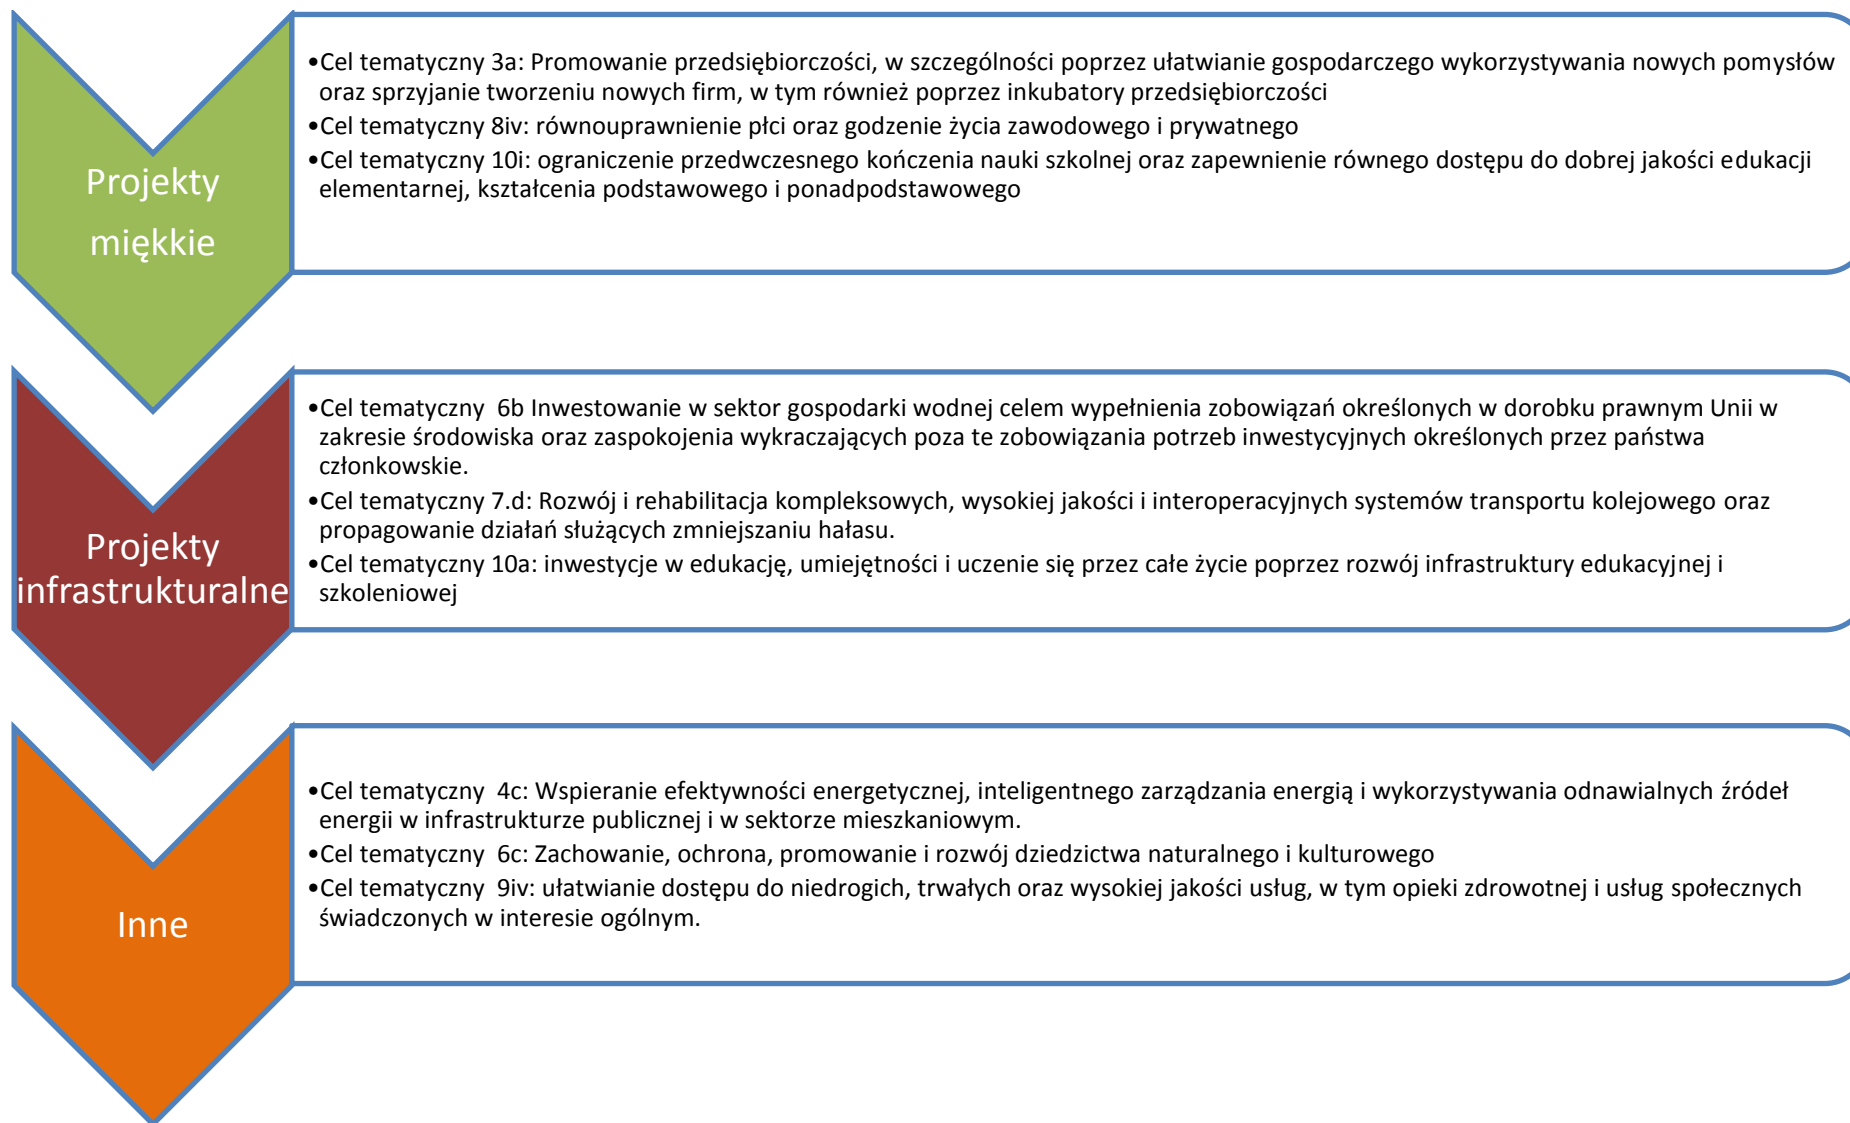 Projekty
miękkie
•Cel tematyczny 3a: Promowanie przedsiębiorczości, w szczególności poprzez ułatwianie gospodarczego wykorzystywania nowych pomysłów
oraz sprzyjanie tworzeniu nowych firm, w tym również poprzez inkubatory przedsiębiorczości
•Cel tematyczny 8iv: równouprawnienie płci oraz godzenie życia zawodowego i prywatnego
•Cel tematyczny 10i: ograniczenie przedwczesnego kończenia nauki szkolnej oraz zapewnienie równego dostępu do dobrej jakości edukacji
elementarnej, kształcenia podstawowego i ponadpodstawowego
Projekty
infrastrukturalne
•Cel tematyczny 6b Inwestowanie w sektor gospodarki wodnej celem wypełnienia zobowiązań określonych w dorobku prawnym Unii w
zakresie środowiska oraz zaspokojenia wykraczających poza te zobowiązania potrzeb inwestycyjnych określonych przez państwa
członkowskie.
•Cel tematyczny 7.d: Rozwój i rehabilitacja kompleksowych, wysokiej jakości i interoperacyjnych systemów transportu kolejowego oraz
propagowanie działań służących zmniejszaniu hałasu.
•Cel tematyczny 10a: inwestycje w edukację, umiejętności i uczenie się przez całe życie poprzez rozwój infrastruktury edukacyjnej i
szkoleniowej
Inne
•Cel tematyczny 4c: Wspieranie efektywności energetycznej, inteligentnego zarządzania energią i wykorzystywania odnawialnych źródeł
energii w infrastrukturze publicznej i w sektorze mieszkaniowym.
•Cel tematyczny 6c: Zachowanie, ochrona, promowanie i rozwój dziedzictwa naturalnego i kulturowego
•Cel tematyczny 9iv: ułatwianie dostępu do niedrogich, trwałych oraz wysokiej jakości usług, w tym opieki zdrowotnej i usług społecznych
świadczonych w interesie ogólnym.